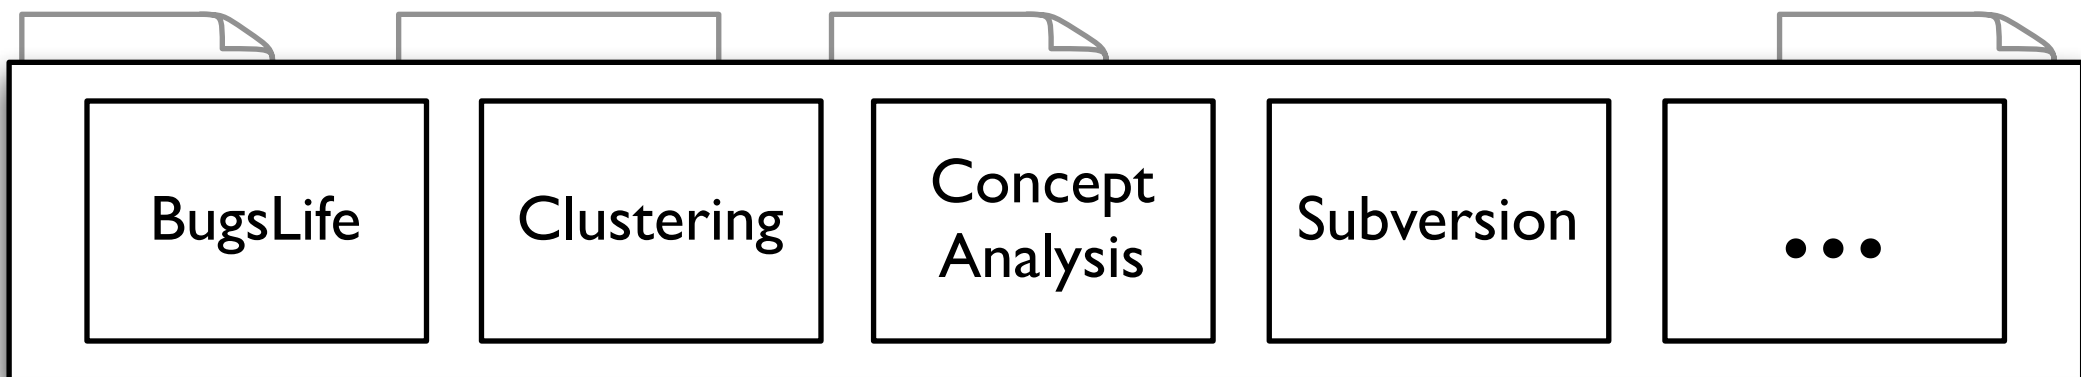 BugsLife
Clustering
Concept
Analysis
Subversion
...